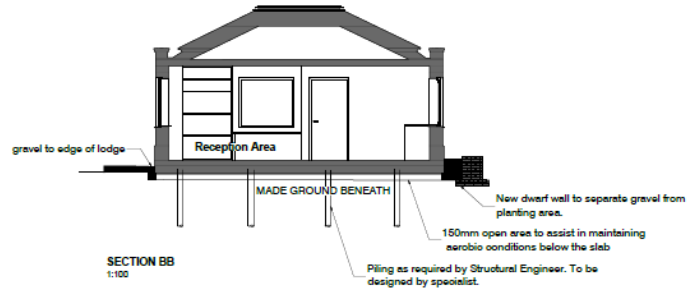 Reception Area
gravel to edge of lodge
MADE GROUND BENEATH
New dwarf wall to separate gravel from
planting area.
150mm open area to assist in maintaining
aerobic conditions below the slab
SECTION BB
1:100
Piling as required by Structural Engineer. To be
designed by specialist.